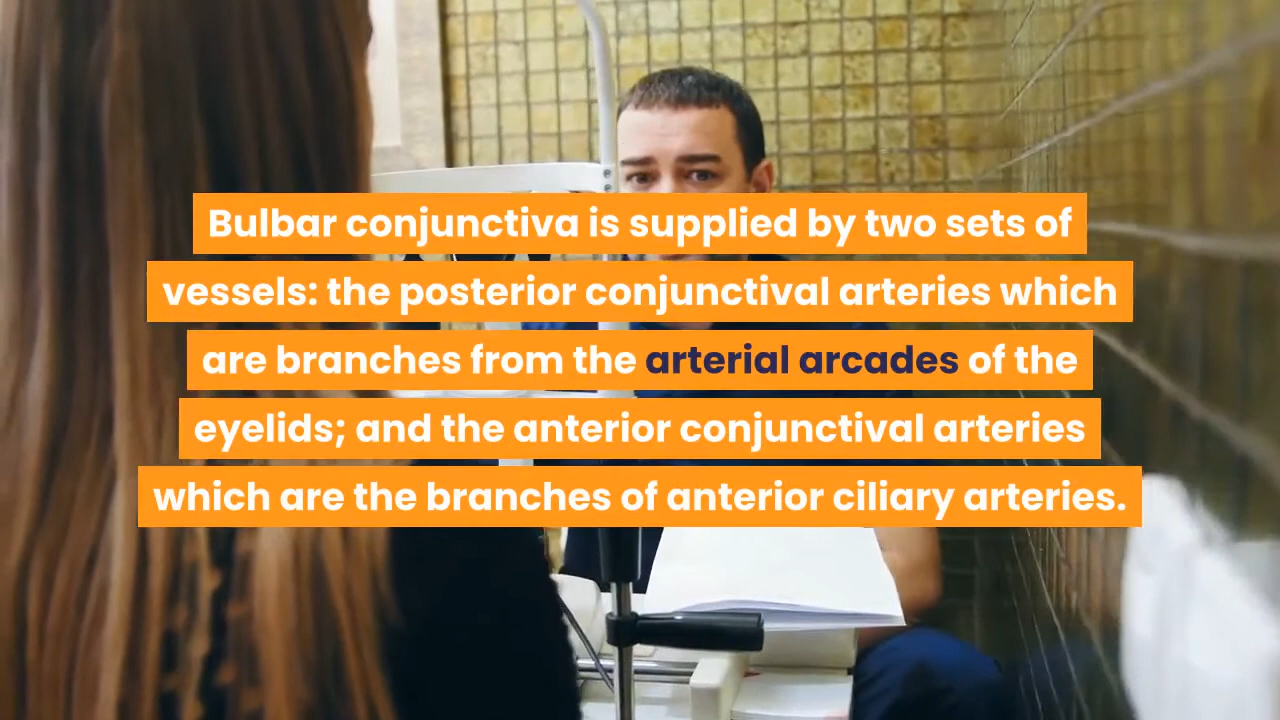 Bulbar conjunctiva is supplied by two sets of
vessels: the posterior conjunctival arteries which
are branches from the arterial arcades of the
eyelids; and the anterior conjunctival arteries
which are the branches of anterior ciliary arteries.